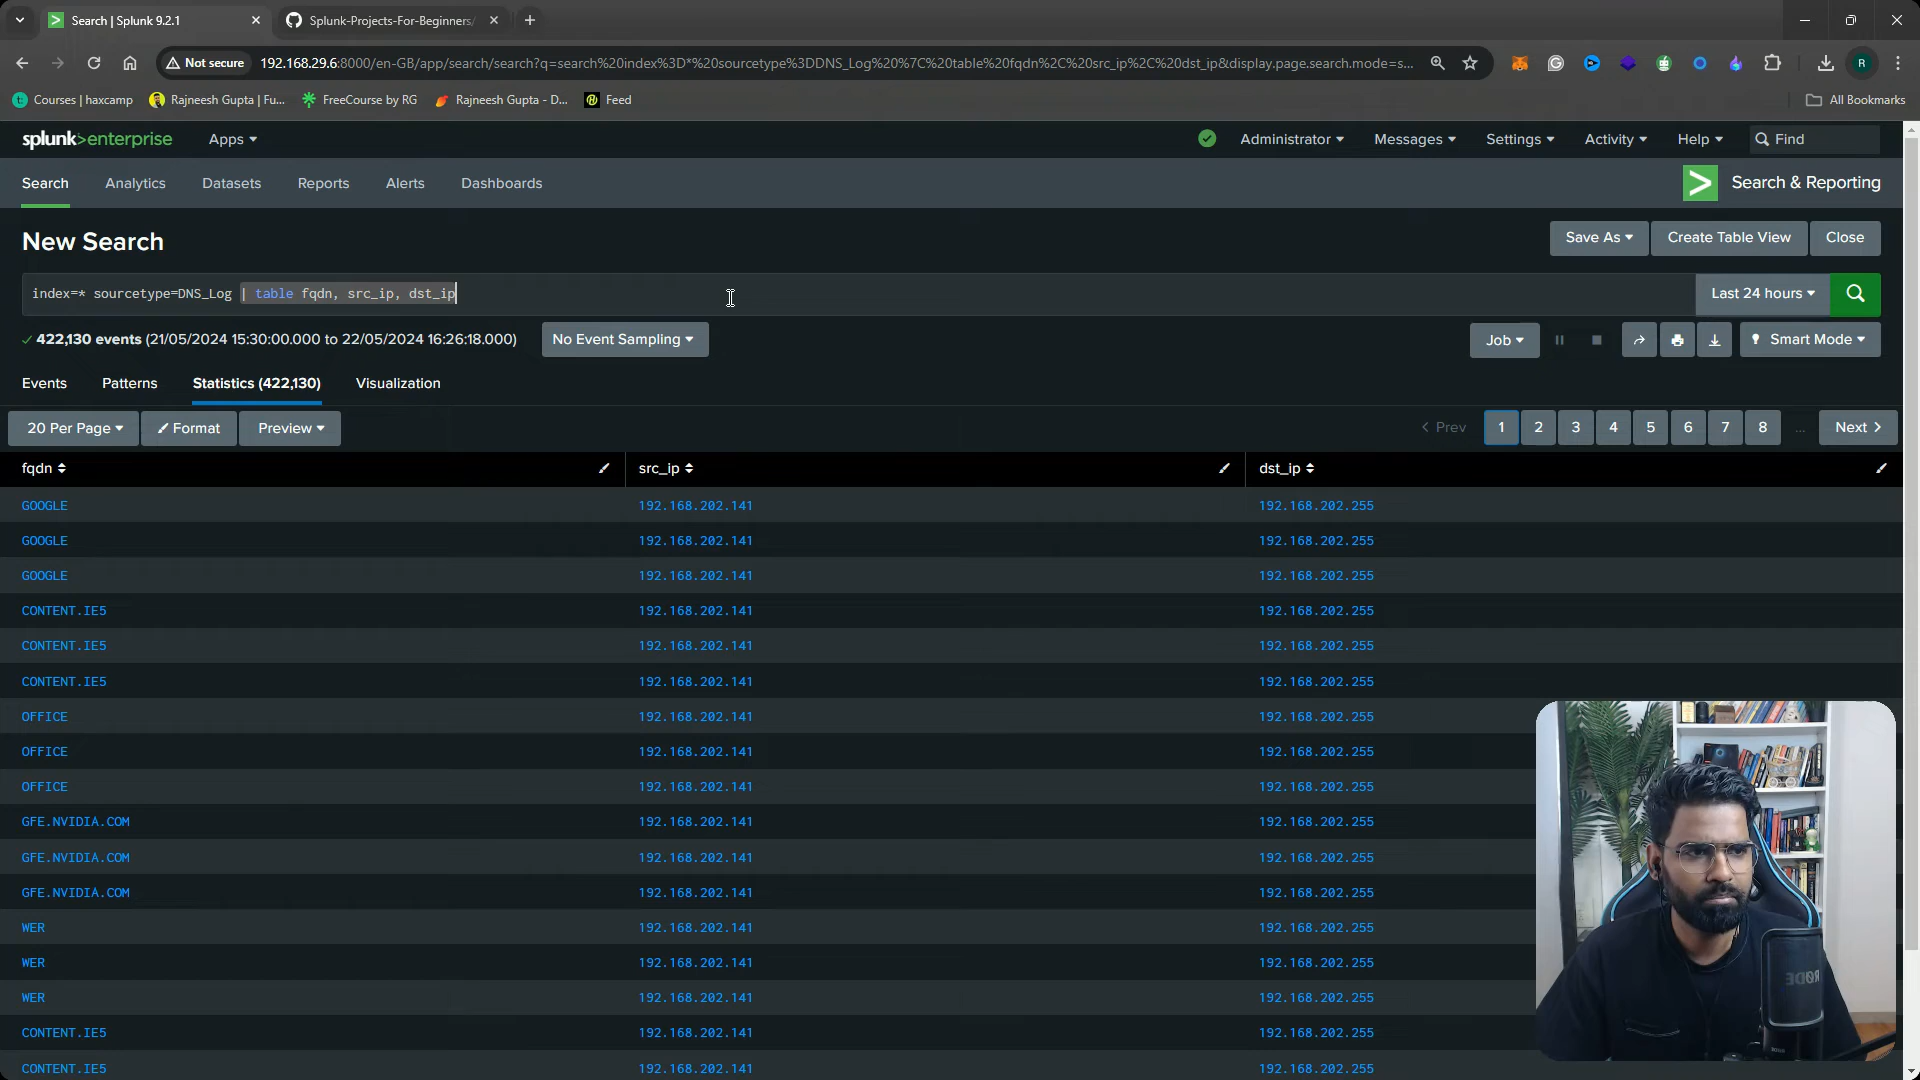 Search | Splunk 9.2.1
Splunk-Projects-For-Beginners/
Not secure
192.168.29.6:8000/en-GB/app/search/search?q=search%20index%3D*%20sourcetype%3DDNS_Log%20%7C%20table%20fqdn%2C%20src_ip%2C%20dst_ip&display.page.search.mode=s...
R
Courses | haxcamp
Rajneesh Gupta | Fu...
FreeCourse by RG
Rajneesh Gupta - D...
Feed
All Bookmarks
splunk>enterprise
Apps
Administrator
Messages
Settings
Activity
Help
Find
Search
Analytics
Datasets
Reports
Alerts
Dashboards
Search & Reporting
New Search
Save As
Create Table View
Close
index=* sourcetype=DNS_Log | table fqdn, src_ip, dst_ip
Last 24 hours
422,130 events (21/05/2024 15:30:00.000 to 22/05/2024 16:26:18.000)
No Event Sampling
Job
Smart Mode
Events
Patterns
Statistics (422,130)
Visualization
20 Per Page
Format
Preview
< Prev 1 2 3 4 5 6 7 8 ... Next >
fqdn src_ip dst_ip
GOOGLE 192.168.202.141 192.168.202.255
GOOGLE 192.168.202.141 192.168.202.255
GOOGLE 192.168.202.141 192.168.202.255
CONTENT.IE5 192.168.202.141 192.168.202.255
CONTENT.IE5 192.168.202.141 192.168.202.255
CONTENT.IE5 192.168.202.141 192.168.202.255
OFFICE 192.168.202.141 192.168.202.255
OFFICE 192.168.202.141 192.168.202.255
OFFICE 192.168.202.141 192.168.202.255
GFE.NVIDIA.COM 192.168.202.141 192.168.202.255
GFE.NVIDIA.COM 192.168.202.141 192.168.202.255
GFE.NVIDIA.COM 192.168.202.141 192.168.202.255
WER 192.168.202.141 192.168.202.255
WER 192.168.202.141 192.168.202.255
WER 192.168.202.141 192.168.202.255
CONTENT.IE5 192.168.202.141 192.168.202.255
CONTENT.IE5 192.168.202.141 192.168.202.255
RØDE